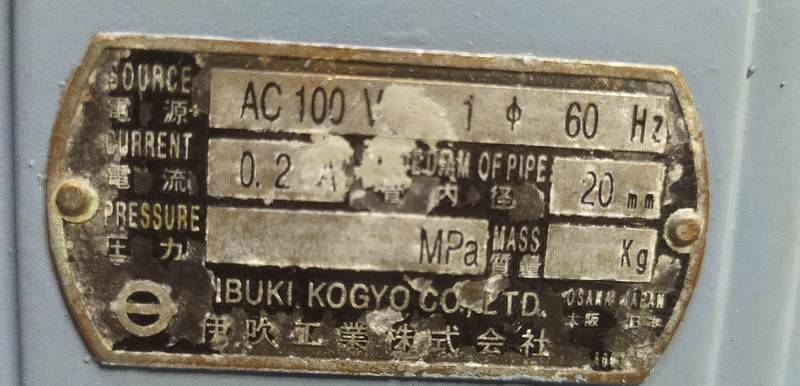 SOURCE
電源 AC 100 V 1 ϕ 60 Hz
CURRENT
電流 0.2 A OF PIPE
管内径 20 mm
PRESSURE
圧力 MPa MASS
質量 Kg
IBUKI KOGYO CO., LTD. OSAKA JAPAN
伊吹工業株式会社 大阪 日本